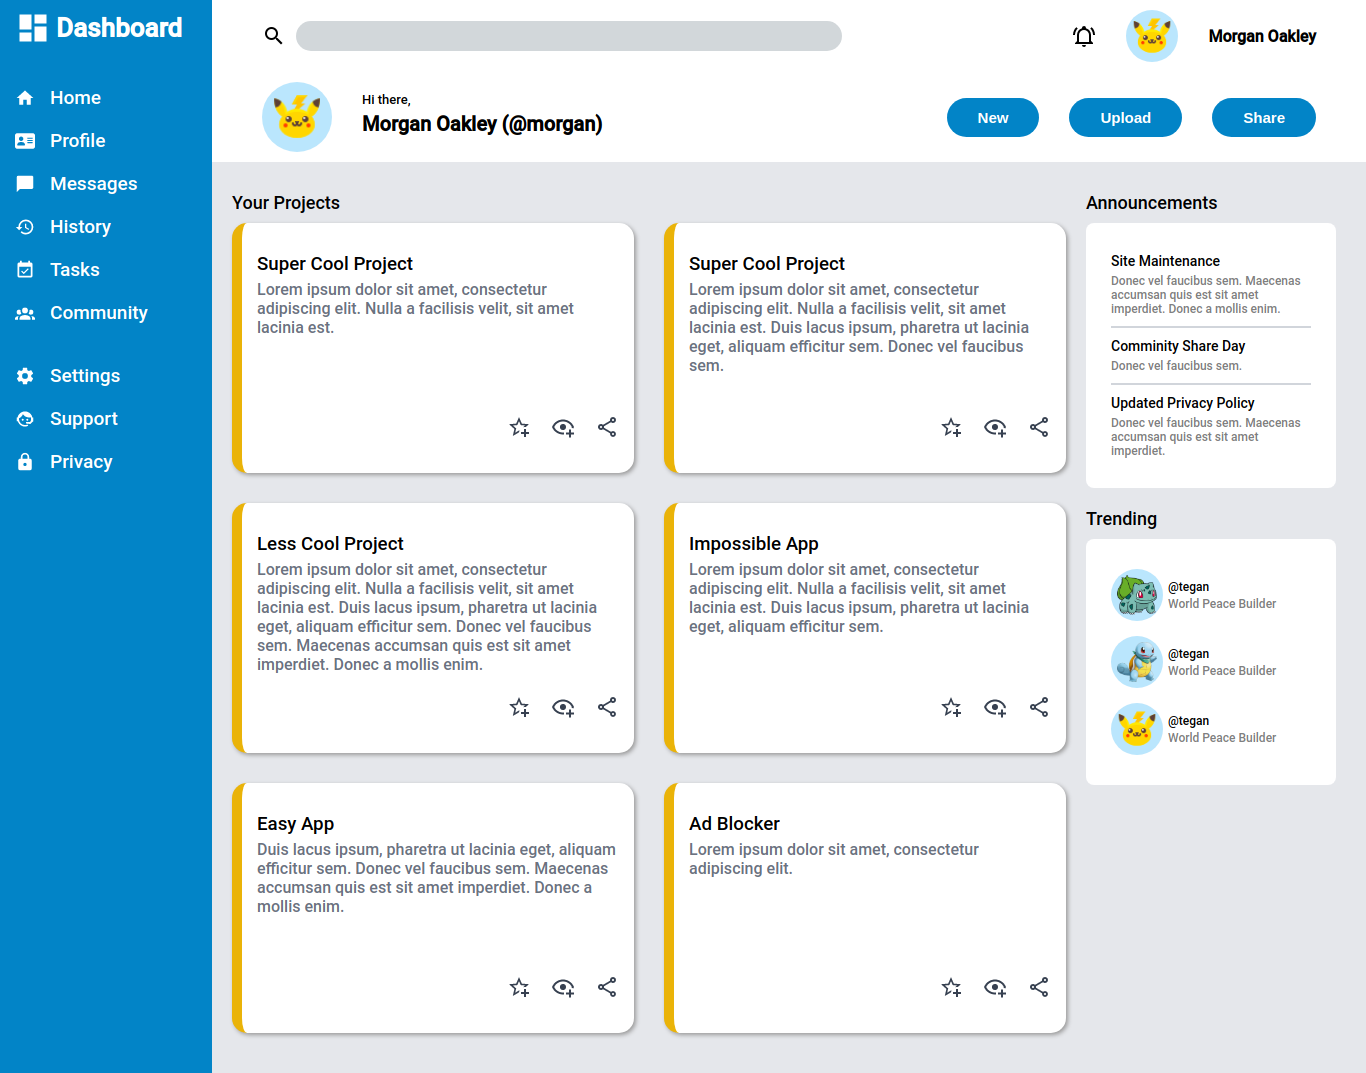 Dashboard
Home
Profile
Messages
History
Tasks
Community
Settings
Support
Privacy
Morgan Oakley
Hi there,
Morgan Oakley (@morgan)
New
Upload
Share
Your Projects
Super Cool Project
Lorem ipsum dolor sit amet, consectetur
adipiscing elit. Nulla a facilisis velit, sit amet
lacinia est.
Super Cool Project
Lorem ipsum dolor sit amet, consectetur
adipiscing elit. Nulla a facilisis velit, sit amet
lacinia est. Duis lacus ipsum, pharetra ut lacinia
eget, aliquam efficitur sem. Donec vel faucibus
sem.
Less Cool Project
Lorem ipsum dolor sit amet, consectetur
adipiscing elit. Nulla a facilisis velit, sit amet
lacinia est. Duis lacus ipsum, pharetra ut lacinia
eget, aliquam efficitur sem. Donec vel faucibus
sem. Maecenas accumsan quis est sit amet
imperdiet. Donec a mollis enim.
Impossible App
Lorem ipsum dolor sit amet, consectetur
adipiscing elit. Nulla a facilisis velit, sit amet
lacinia est. Duis lacus ipsum, pharetra ut lacinia
eget, aliquam efficitur sem.
Easy App
Duis lacus ipsum, pharetra ut lacinia eget, aliquam
efficitur sem. Donec vel faucibus sem. Maecenas
accumsan quis est sit amet imperdiet. Donec a
mollis enim.
Ad Blocker
Lorem ipsum dolor sit amet, consectetur
adipiscing elit.
Announcements
Site Maintenance
Donec vel faucibus sem. Maecenas
accumsan quis est sit amet
imperdiet. Donec a mollis enim.
Comminity Share Day
Donec vel faucibus sem.
Updated Privacy Policy
Donec vel faucibus sem. Maecenas
accumsan quis est sit amet
imperdiet.
Trending
@tegan
World Peace Builder
@tegan
World Peace Builder
@tegan
World Peace Builder